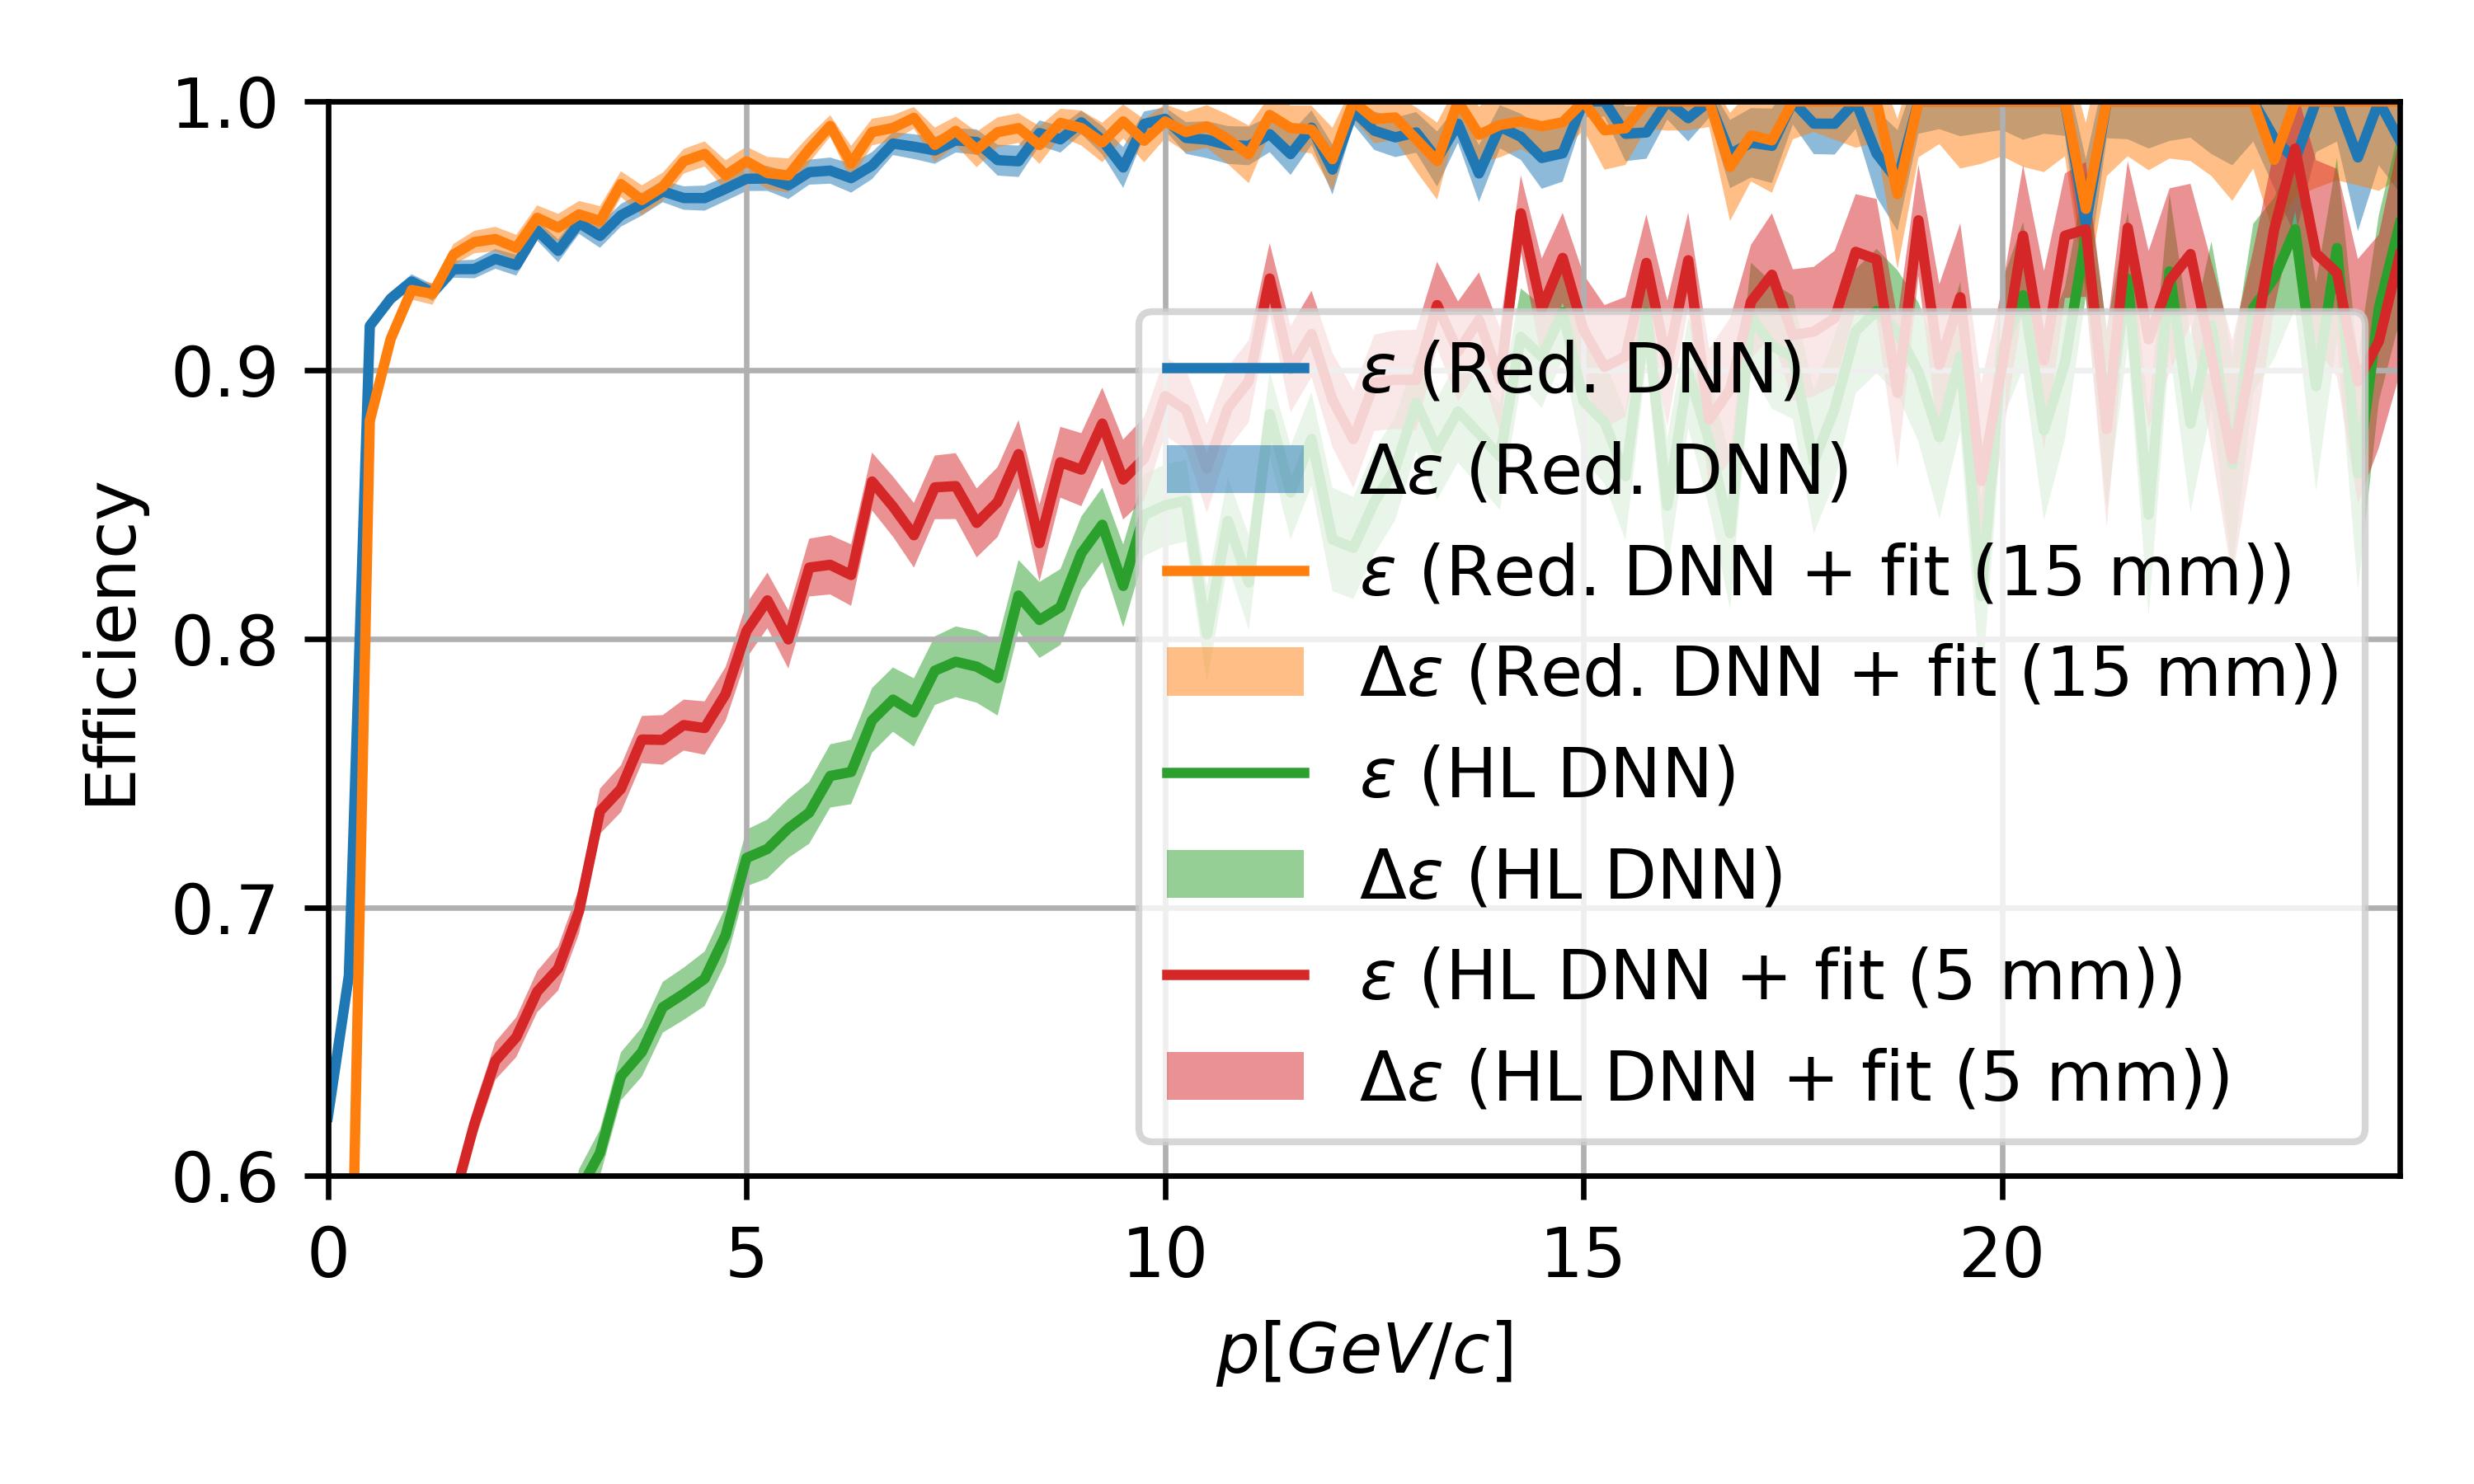 1.0
0.9
0.8
0.7
0.6
Efficiency
0
5
10
15
20
p[GeV/c]
ε (Red. DNN)
Δε (Red. DNN)
ε (Red. DNN + fit (15 mm))
Δε (Red. DNN + fit (15 mm))
ε (HL DNN)
Δε (HL DNN)
ε (HL DNN + fit (5 mm))
Δε (HL DNN + fit (5 mm))